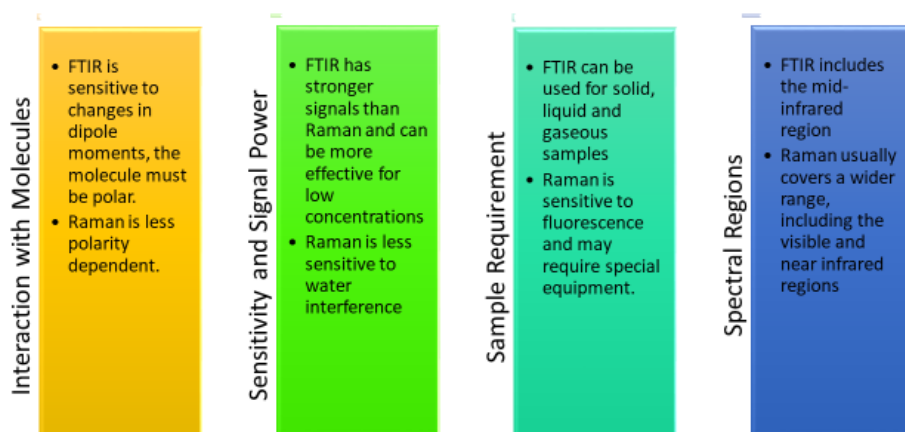 Interaction with Molecules
• FTIR is
sensitive to
changes in
dipole
moments, the
molecule must
be polar.
• Raman is less
polarity
dependent.
Sensitivity and Signal Power
• FTIR has
stronger
signals than
Raman and can
be more
effective for
low
concentrations
• Raman is less
sensitive to
water
interference
Sample Requirement
• FTIR can be
used for solid,
liquid and
gaseous
samples
• Raman is
sensitive to
fluorescence
and may
require special
equipment.
Spectral Regions
• FTIR includes
the mid-
infrared
region
• Raman usually
covers a wider
range,
including the
visible and
near infrared
regions